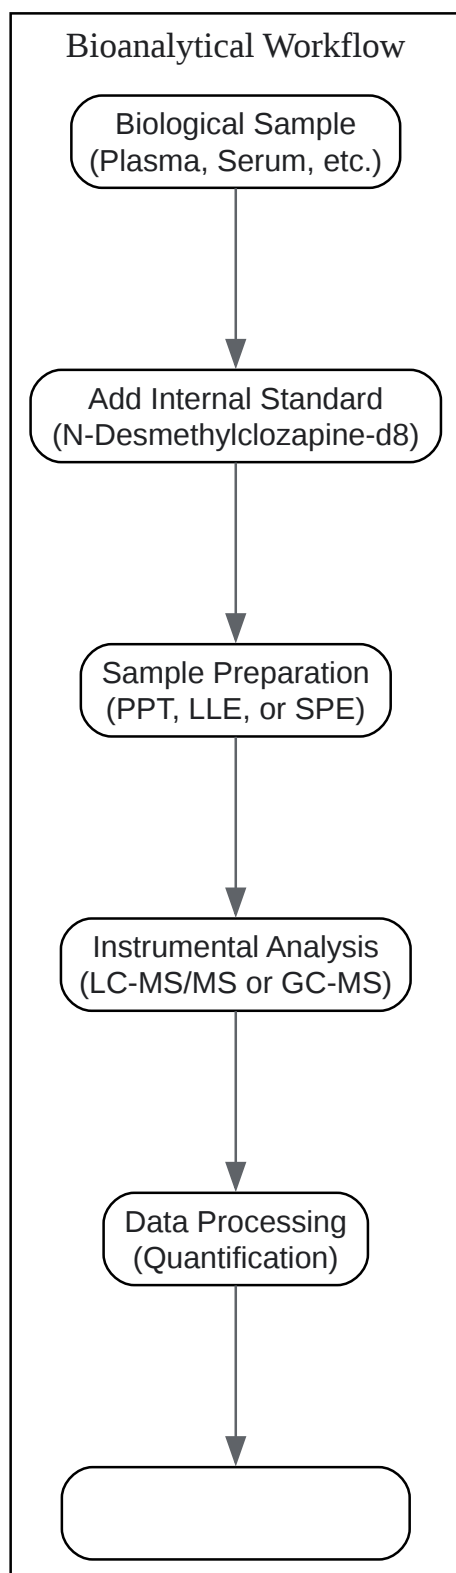 Bioanalytical Workflow
Biological Sample
(Plasma, Serum, etc.)
Add Internal Standard
(N-Desmethylclozapine-d8)
Sample Preparation
(PPT, LLE, or SPE)
Instrumental Analysis
(LC-MS/MS or GC-MS)
Data Processing
(Quantification)